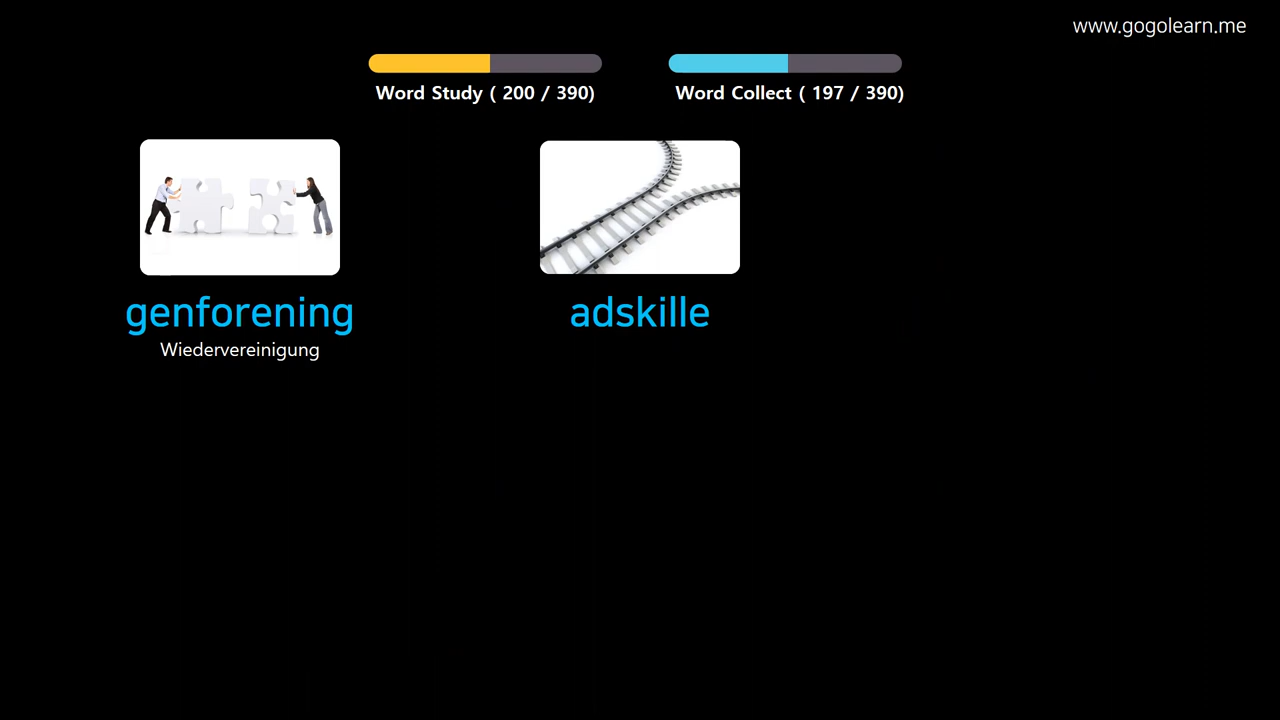 www.gogolearn.me
Word Study ( 200 / 390)
Word Collect ( 197 / 390)
genforening
Wiedervereinigung
adskille